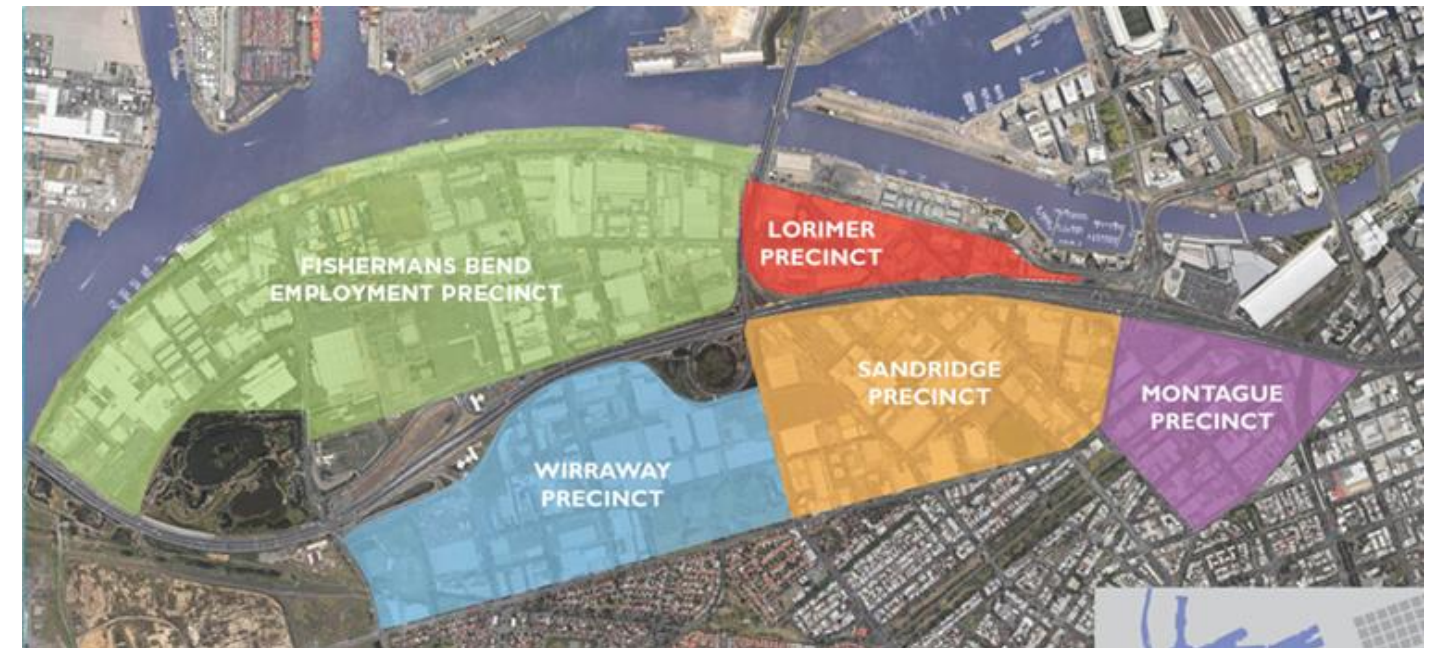 LORIMER
PRECINCT
FISHERMANS BEND
EMPLOYMENT PRECINCT
SANDRIDGE
PRECINCT
MONTAGUE
PRECINCT
WIRRAWAY
PRECINCT